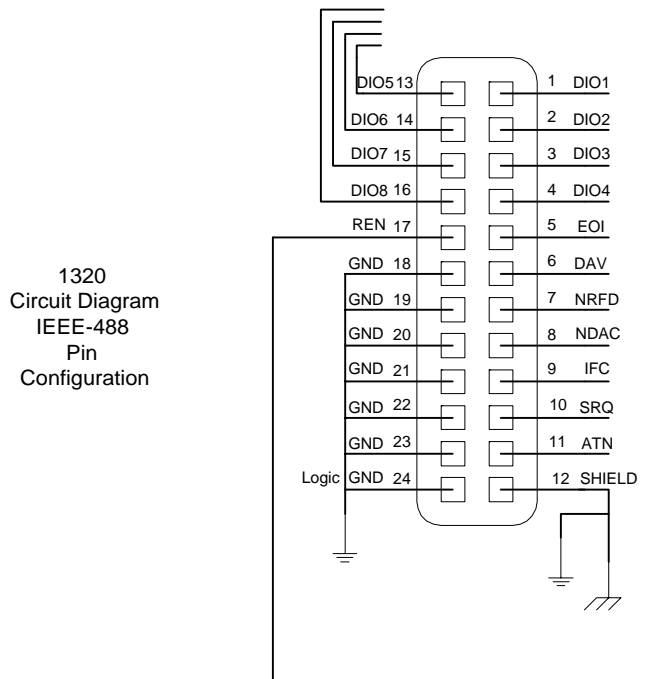 DIO5 13 1 DIO1
DIO6 14 2 DIO2
DIO7 15 3 DIO3
DIO8 16 4 DIO4
REN 17 5 EOI
GND 18 6 DAV
GND 19 7 NRFD
GND 20 8 NDAC
GND 21 9 IFC
GND 22 10 SRQ
GND 23 11 ATN
Logic GND 24 12 SHIELD
1320
Circuit Diagram
IEEE-488
Pin
Configuration